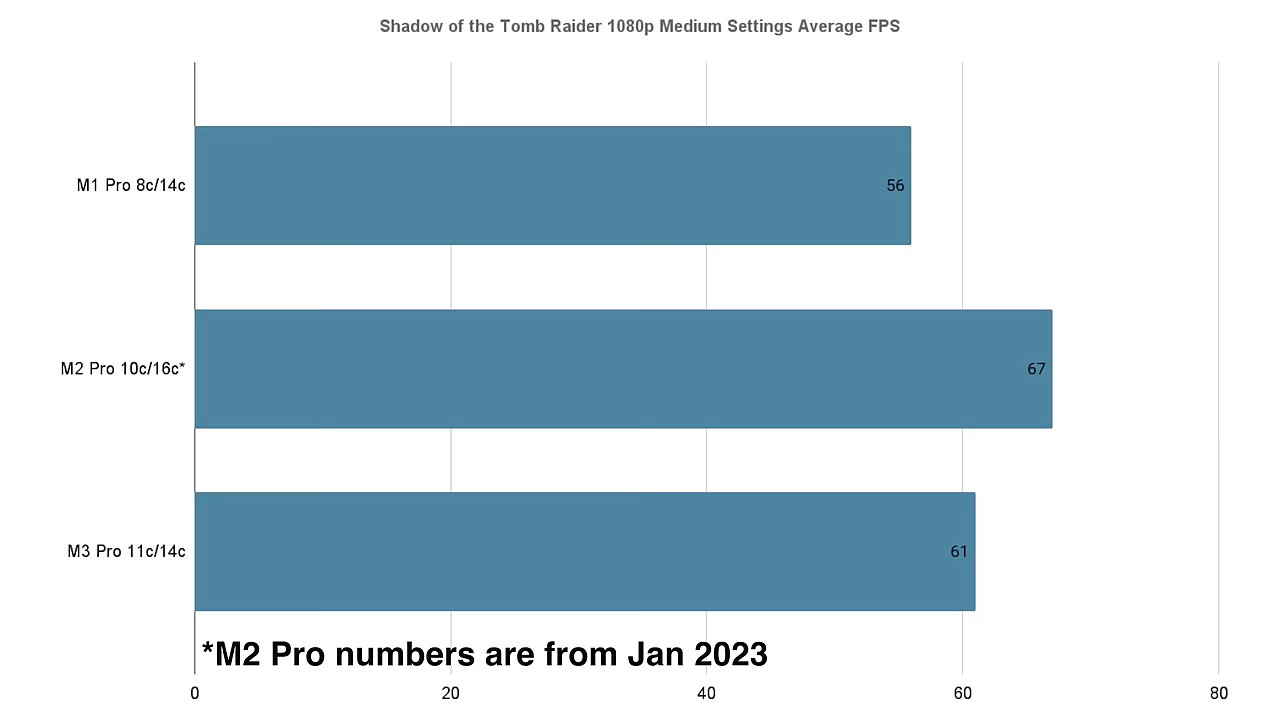 Shadow of the Tomb Raider 1080p Medium Settings Average FPS
M1 Pro 8c/14c
56
M2 Pro 10c/16c*
67
M3 Pro 11c/14c
61
*M2 Pro numbers are from Jan 2023
0 20 40 60 80